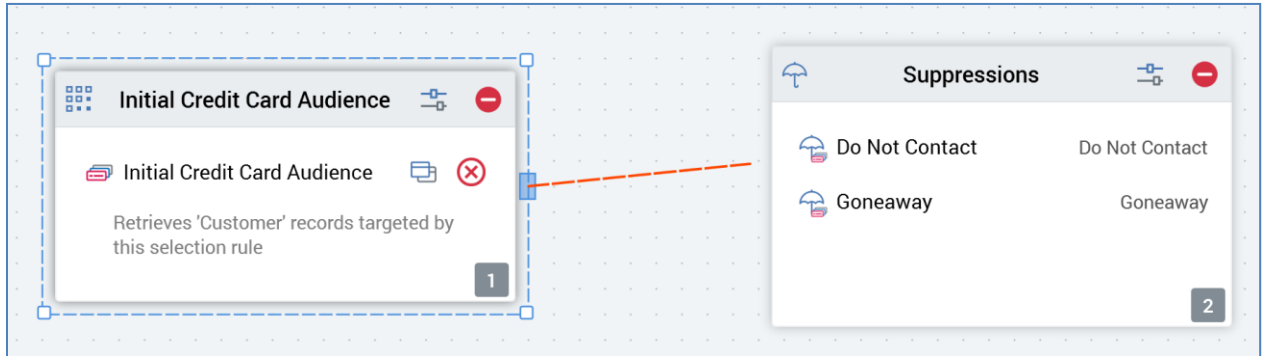 Initial Credit Card Audience
Initial Credit Card Audience
Retrieves 'Customer' records targeted by
this selection rule
1
Suppressions
Do Not Contact Do Not Contact
Goneaway Goneaway
2